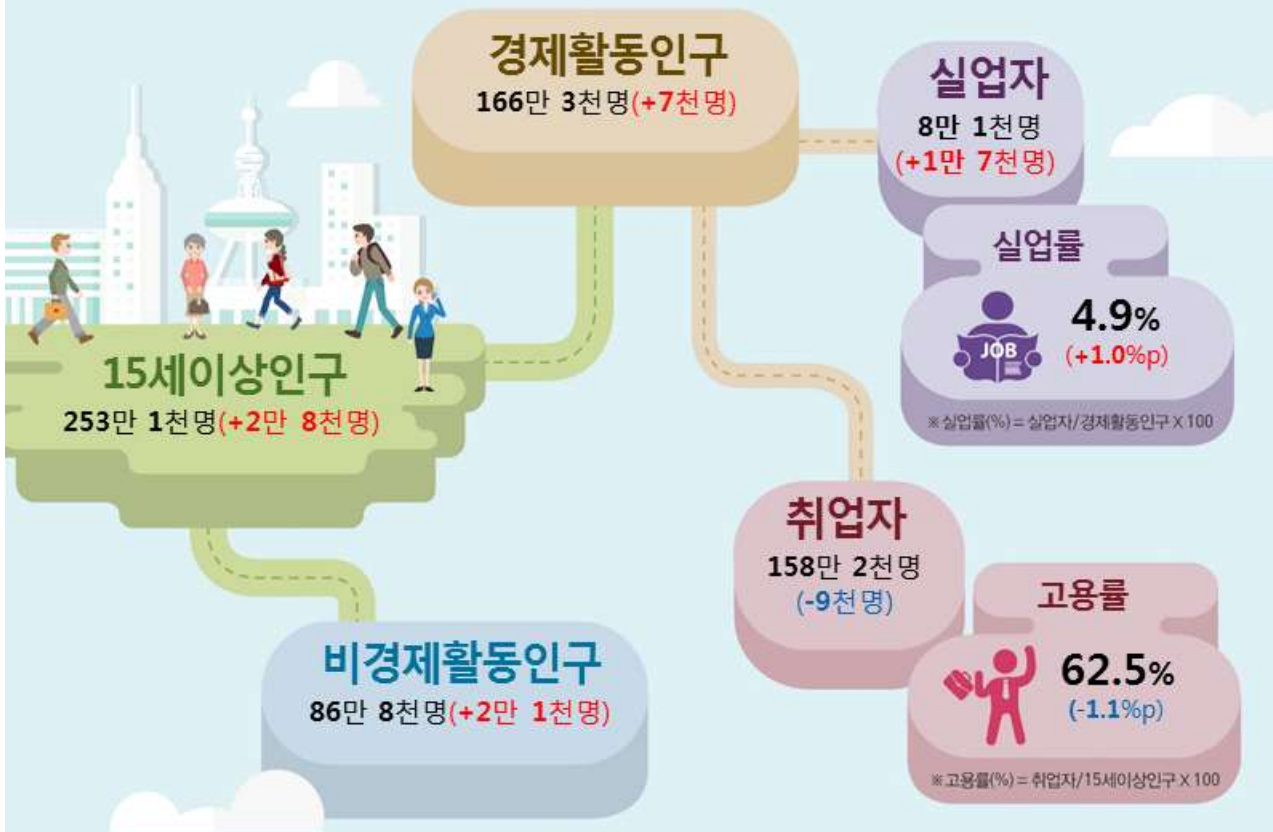 경제활동인구
166만 3천명(+7천명)
실업자
8만 1천명
(+1만 7천명)
실업률
JOB
4.9%
(+1.0%p)
※실업률(%) = 실업자/경제활동인구 X 100
15세이상인구
253만 1천명(+2만 8천명)
취업자
158만 2천명
(-9천명)
고용률
62.5%
(-1.1%p)
※고용률(%) = 취업자/15세이상인구 X 100
비경제활동인구
86만 8천명(+2만 1천명)